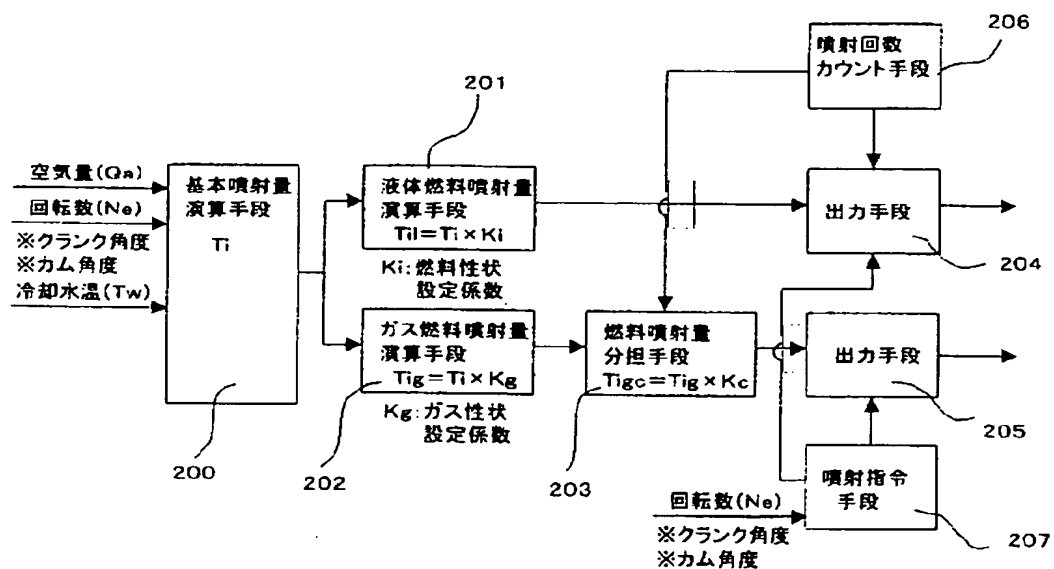 206
噴射回数
カウント手段
201
空気量(Qa)
回転数(Ne)
※クランク角度
※カム角度
冷却水温(Tw)
基本噴射量
演算手段
Ti
200
液体燃料噴射量
演算手段
Til=Ti×Ki
Ki:燃料性状
設定係数
出力手段
204
ガス燃料噴射量
演算手段
Tig=Ti×Kg
Kg:ガス性状
設定係数
202
燃料噴射量
分担手段
Tigc=Tig×Kc
203
出力手段
205
噴射指令
手段
207
回転数(Ne)
※クランク角度
※カム角度